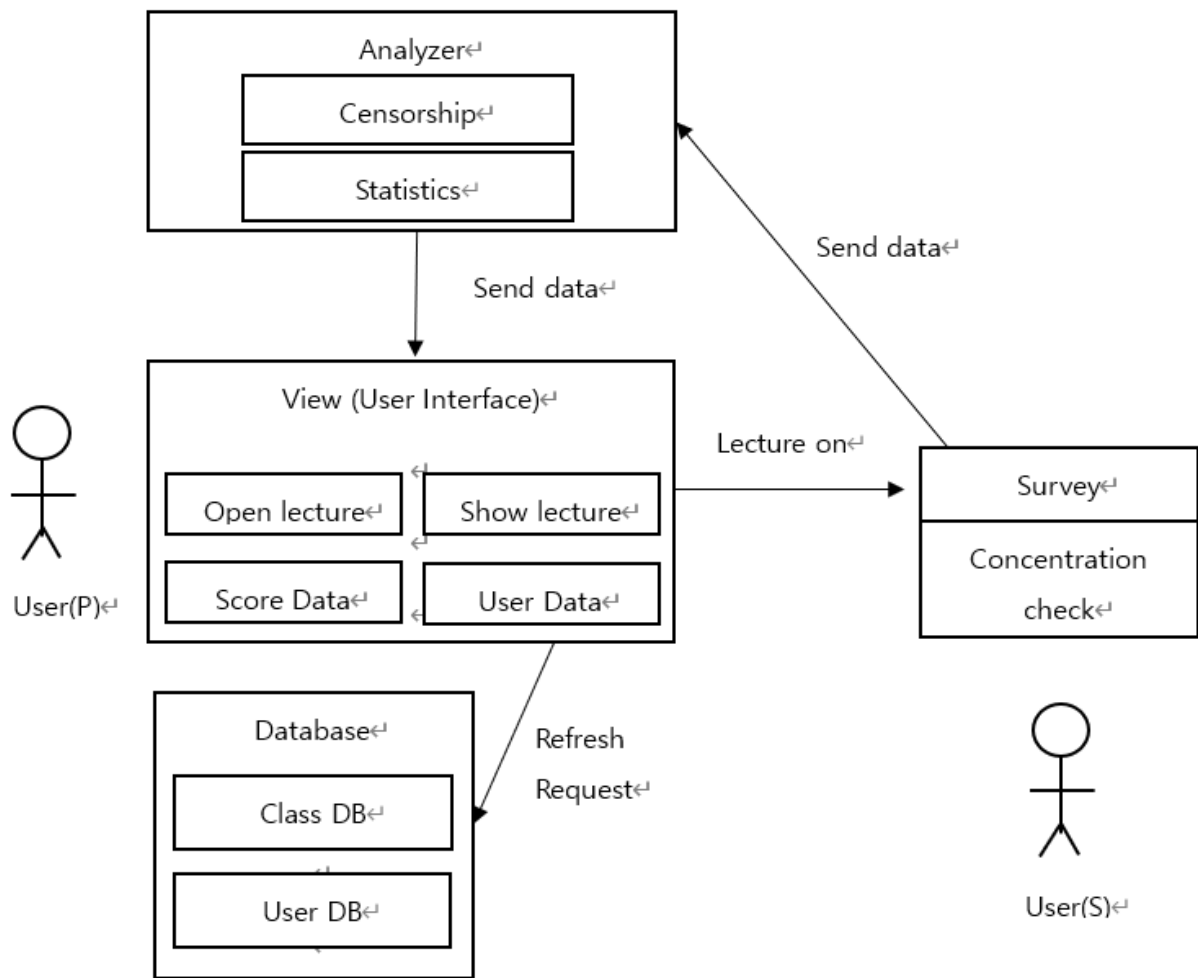 Analyzer↵
Censorship↵
Statistics↵
Send data↵
Send data↵
View (User Interface)↵
Lecture on↵
↵
Open lecture↵
Show lecture↵
Survey↵
↵
Score Data↵
User Data↵
↵
Concentration
check↵
User(P)↵
Database↵
Refresh
Request↵
Class DB↵
↵
User DB↵
↵
User(S)↵